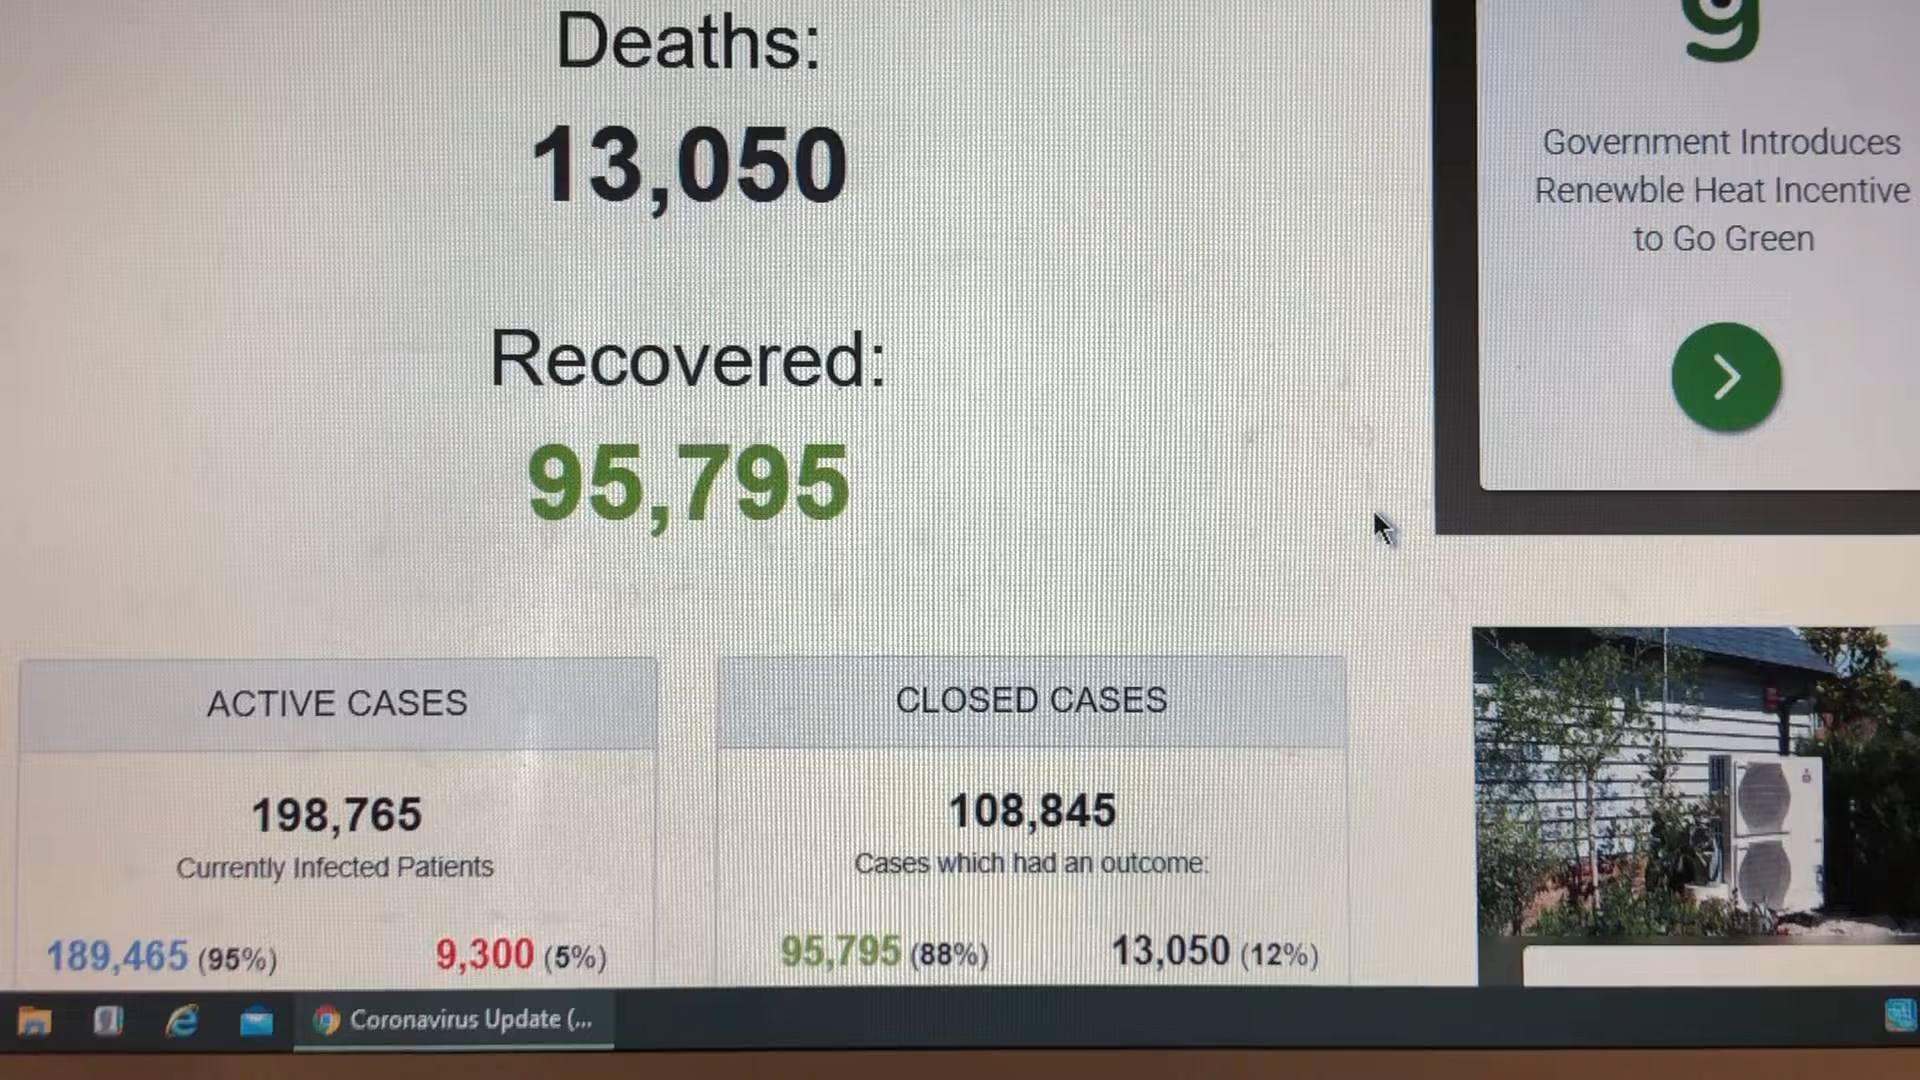 Deaths:
13,050
Recovered:
95,795
ACTIVE CASES
198,765
Currently Infected Patients
189,465 (95%)
9,300 (5%)
CLOSED CASES
108,845
Cases which had an outcome:
95,795 (88%)
13,050 (12%)
g
Government Introduces
Renewble Heat Incentive
to Go Green
Coronavirus Update (...